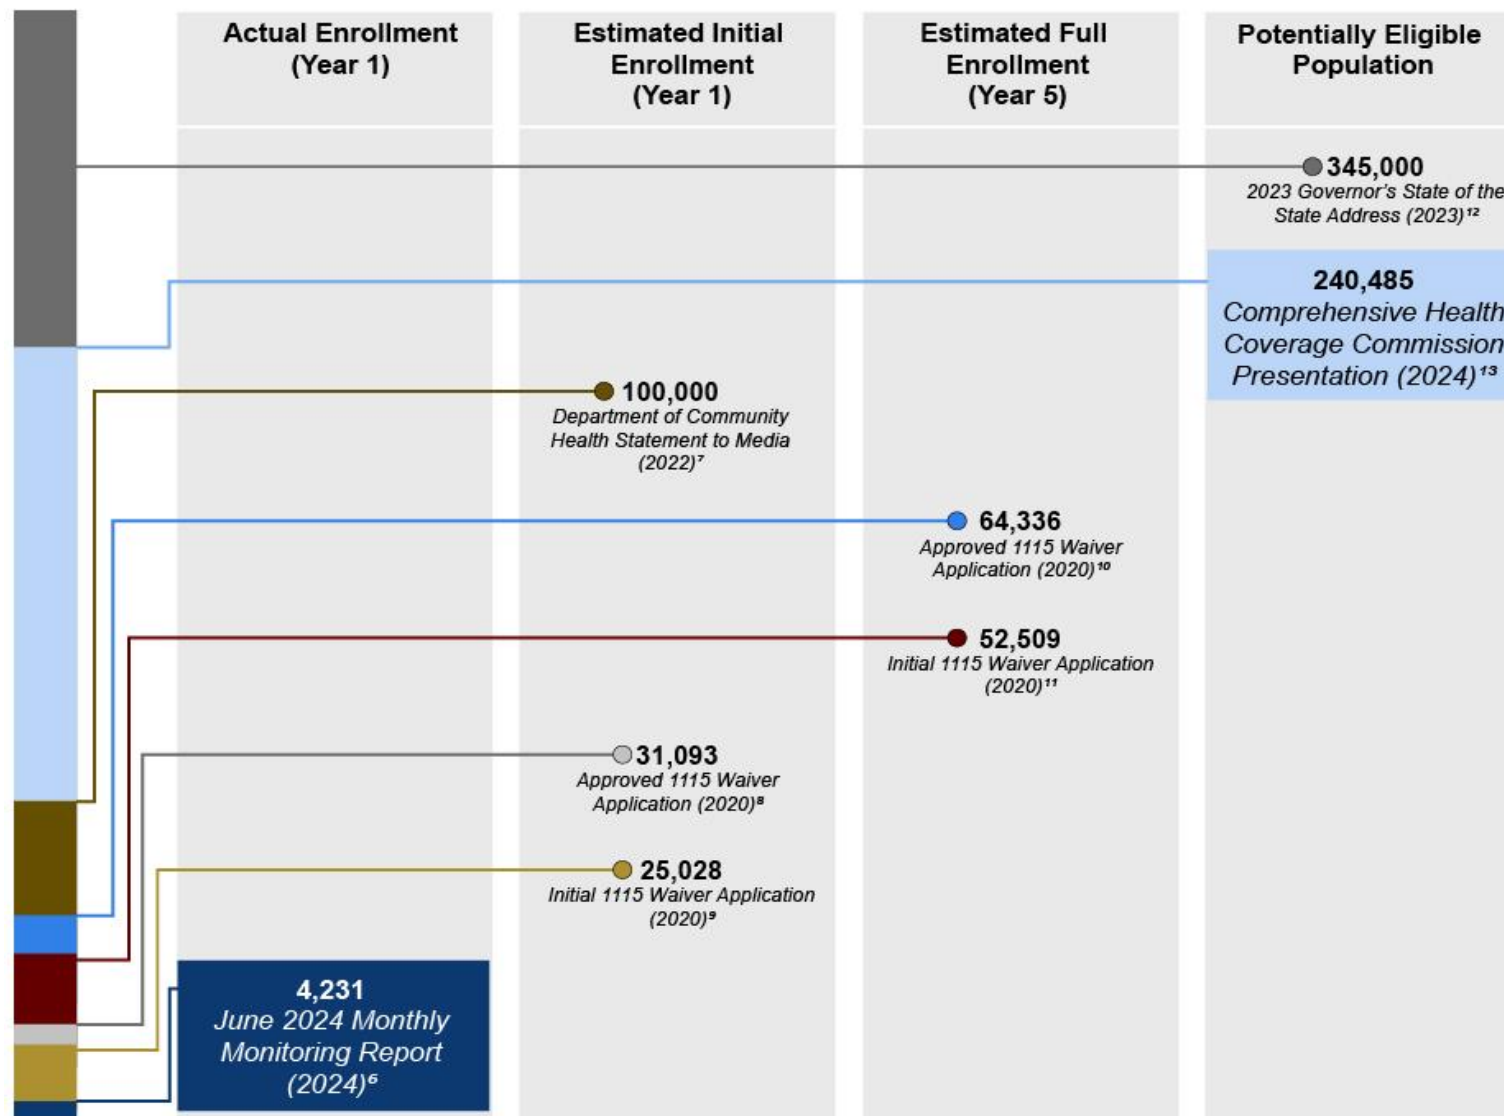 Actual Enrollment
(Year 1)
Estimated Initial
Enrollment
(Year 1)
Estimated Full
Enrollment
(Year 5)
Potentially Eligible
Population
345,000
2023 Governor's State of the
State Address (2023)¹²
240,485
Comprehensive Health
Coverage Commission
Presentation (2024)¹³
100,000
Department of Community
Health Statement to Media
(2022)⁷
64,336
Approved 1115 Waiver
Application (2020)¹⁰
52,509
Initial 1115 Waiver Application
(2020)¹¹
31,093
Approved 1115 Waiver
Application (2020)⁸
25,028
Initial 1115 Waiver Application
(2020)⁹
4,231
June 2024 Monthly
Monitoring Report
(2024)⁶